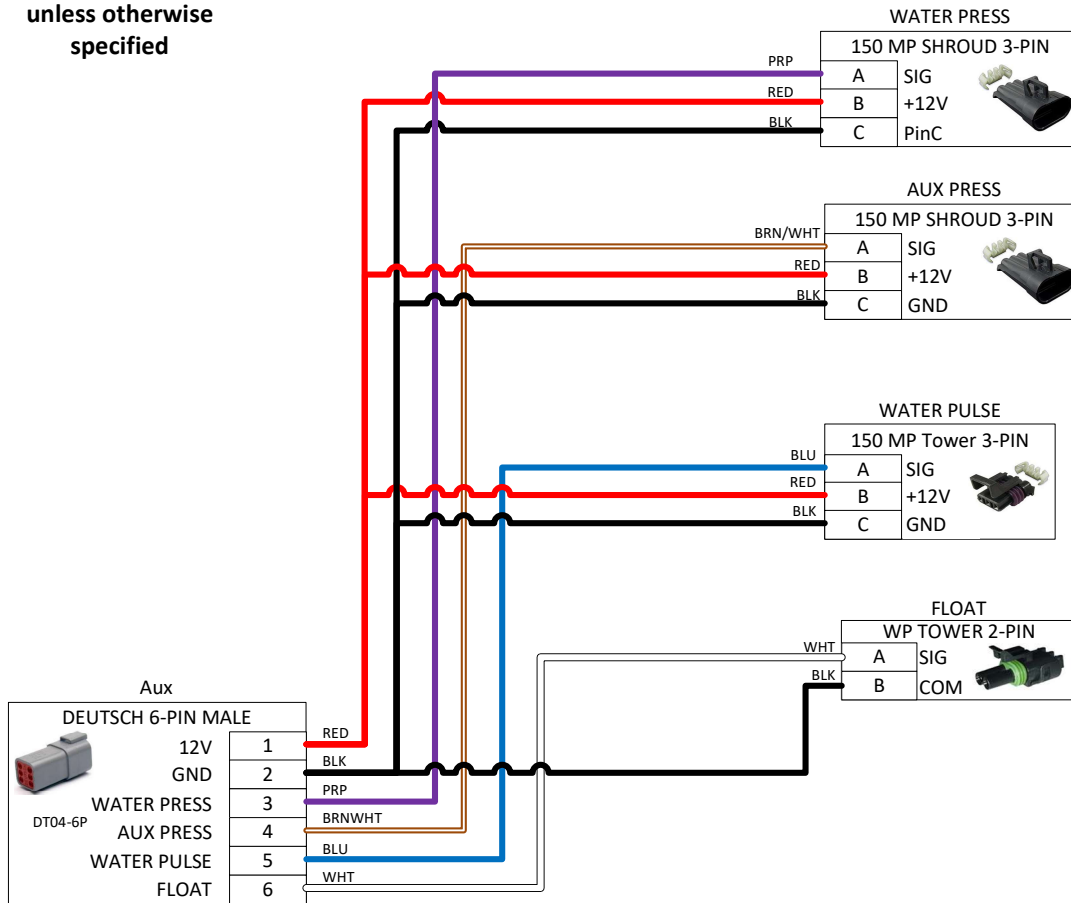 unless otherwise
specified
WATER PRESS
150 MP SHROUD 3-PIN
PRP A SIG
RED B +12V
BLK C PinC
AUX PRESS
150 MP SHROUD 3-PIN
BRN/WHT A SIG
RED B +12V
BLK C GND
WATER PULSE
150 MP Tower 3-PIN
BLU A SIG
RED B +12V
BLK C GND
FLOAT
WP TOWER 2-PIN
WHT A SIG
BLK B COM
Aux
DEUTSCH 6-PIN MALE
12V 1 RED
GND 2 BLK
WATER PRESS 3 PRP
DT04-6P
AUX PRESS 4 BRNWHT
WATER PULSE 5 BLU
FLOAT 6 WHT